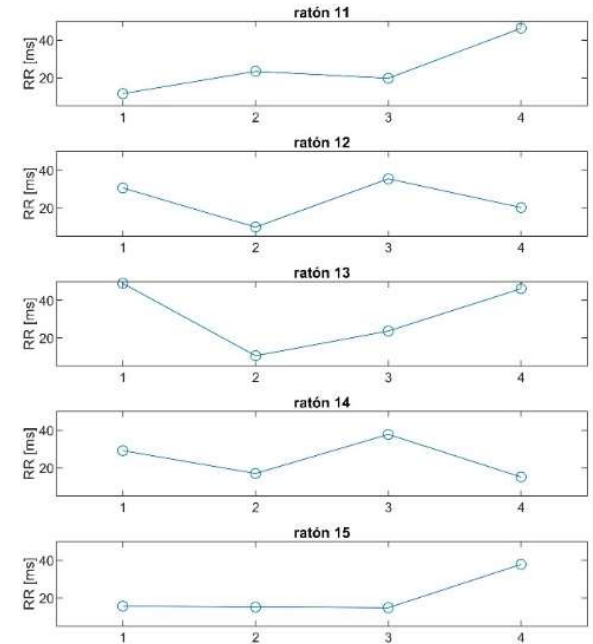 ratón 11
RR [ms]
40
20
1 2 3 4
ratón 12
RR [ms]
40
20
1 2 3 4
ratón 13
RR [ms]
40
20
1 2 3 4
ratón 14
RR [ms]
40
20
1 2 3 4
ratón 15
RR [ms]
40
20
1 2 3 4